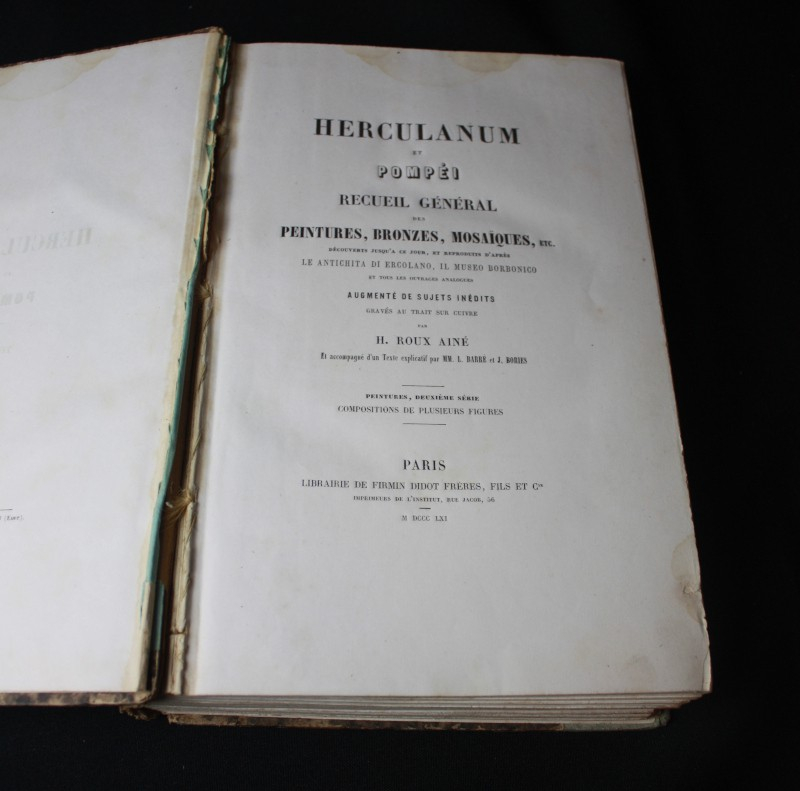 HERCULANUM
ET
POMPÉI
RECUEIL GÉNÉRAL
DES
PEINTURES, BRONZES, MOSAÏQUES, ETC.
DÉCOUVERTS JUSQU'A CE JOUR, ET REPRODUITS D'APRÈS
LE ANTICHITA DI ERCOLANO, IL MUSEO BORBONICO
ET TOUS LES OUVRAGES ANALOGUES
AUGMENTÉ DE SUJETS INÉDITS
GRAVÉS AU TRAIT SUR CUIVRE
PAR
H. ROUX AINÉ
Et accompagné d'un Texte explicatif par MM. L. BARRÉ et J. BORIES
PEINTURES, DEUXIÈME SÉRIE
COMPOSITIONS DE PLUSIEURS FIGURES
PARIS
LIBRAIRIE DE FIRMIN DIDOT FRÈRES, FILS ET Cie
IMPRIMEURS DE L'INSTITUT, RUE JACOB, 56
M DCCC LXI
(Eure).